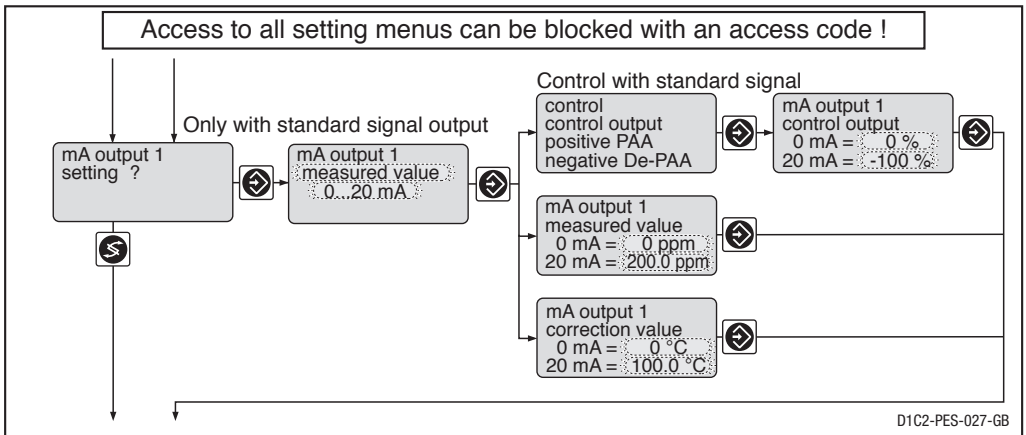 Access to all setting menus can be blocked with an access code !
Only with standard signal output
mA output 1
setting ?
mA output 1
measured value
0...20 mA
Control with standard signal
control
control output
positive PAA
negative De-PAA
mA output 1
control output
0 mA = 0 %
20 mA = -100 %
mA output 1
measured value
0 mA = 0 ppm
20 mA = 200.0 ppm
mA output 1
correction value
0 mA = 0 °C
20 mA = 100.0 °C
D1C2-PES-027-GB